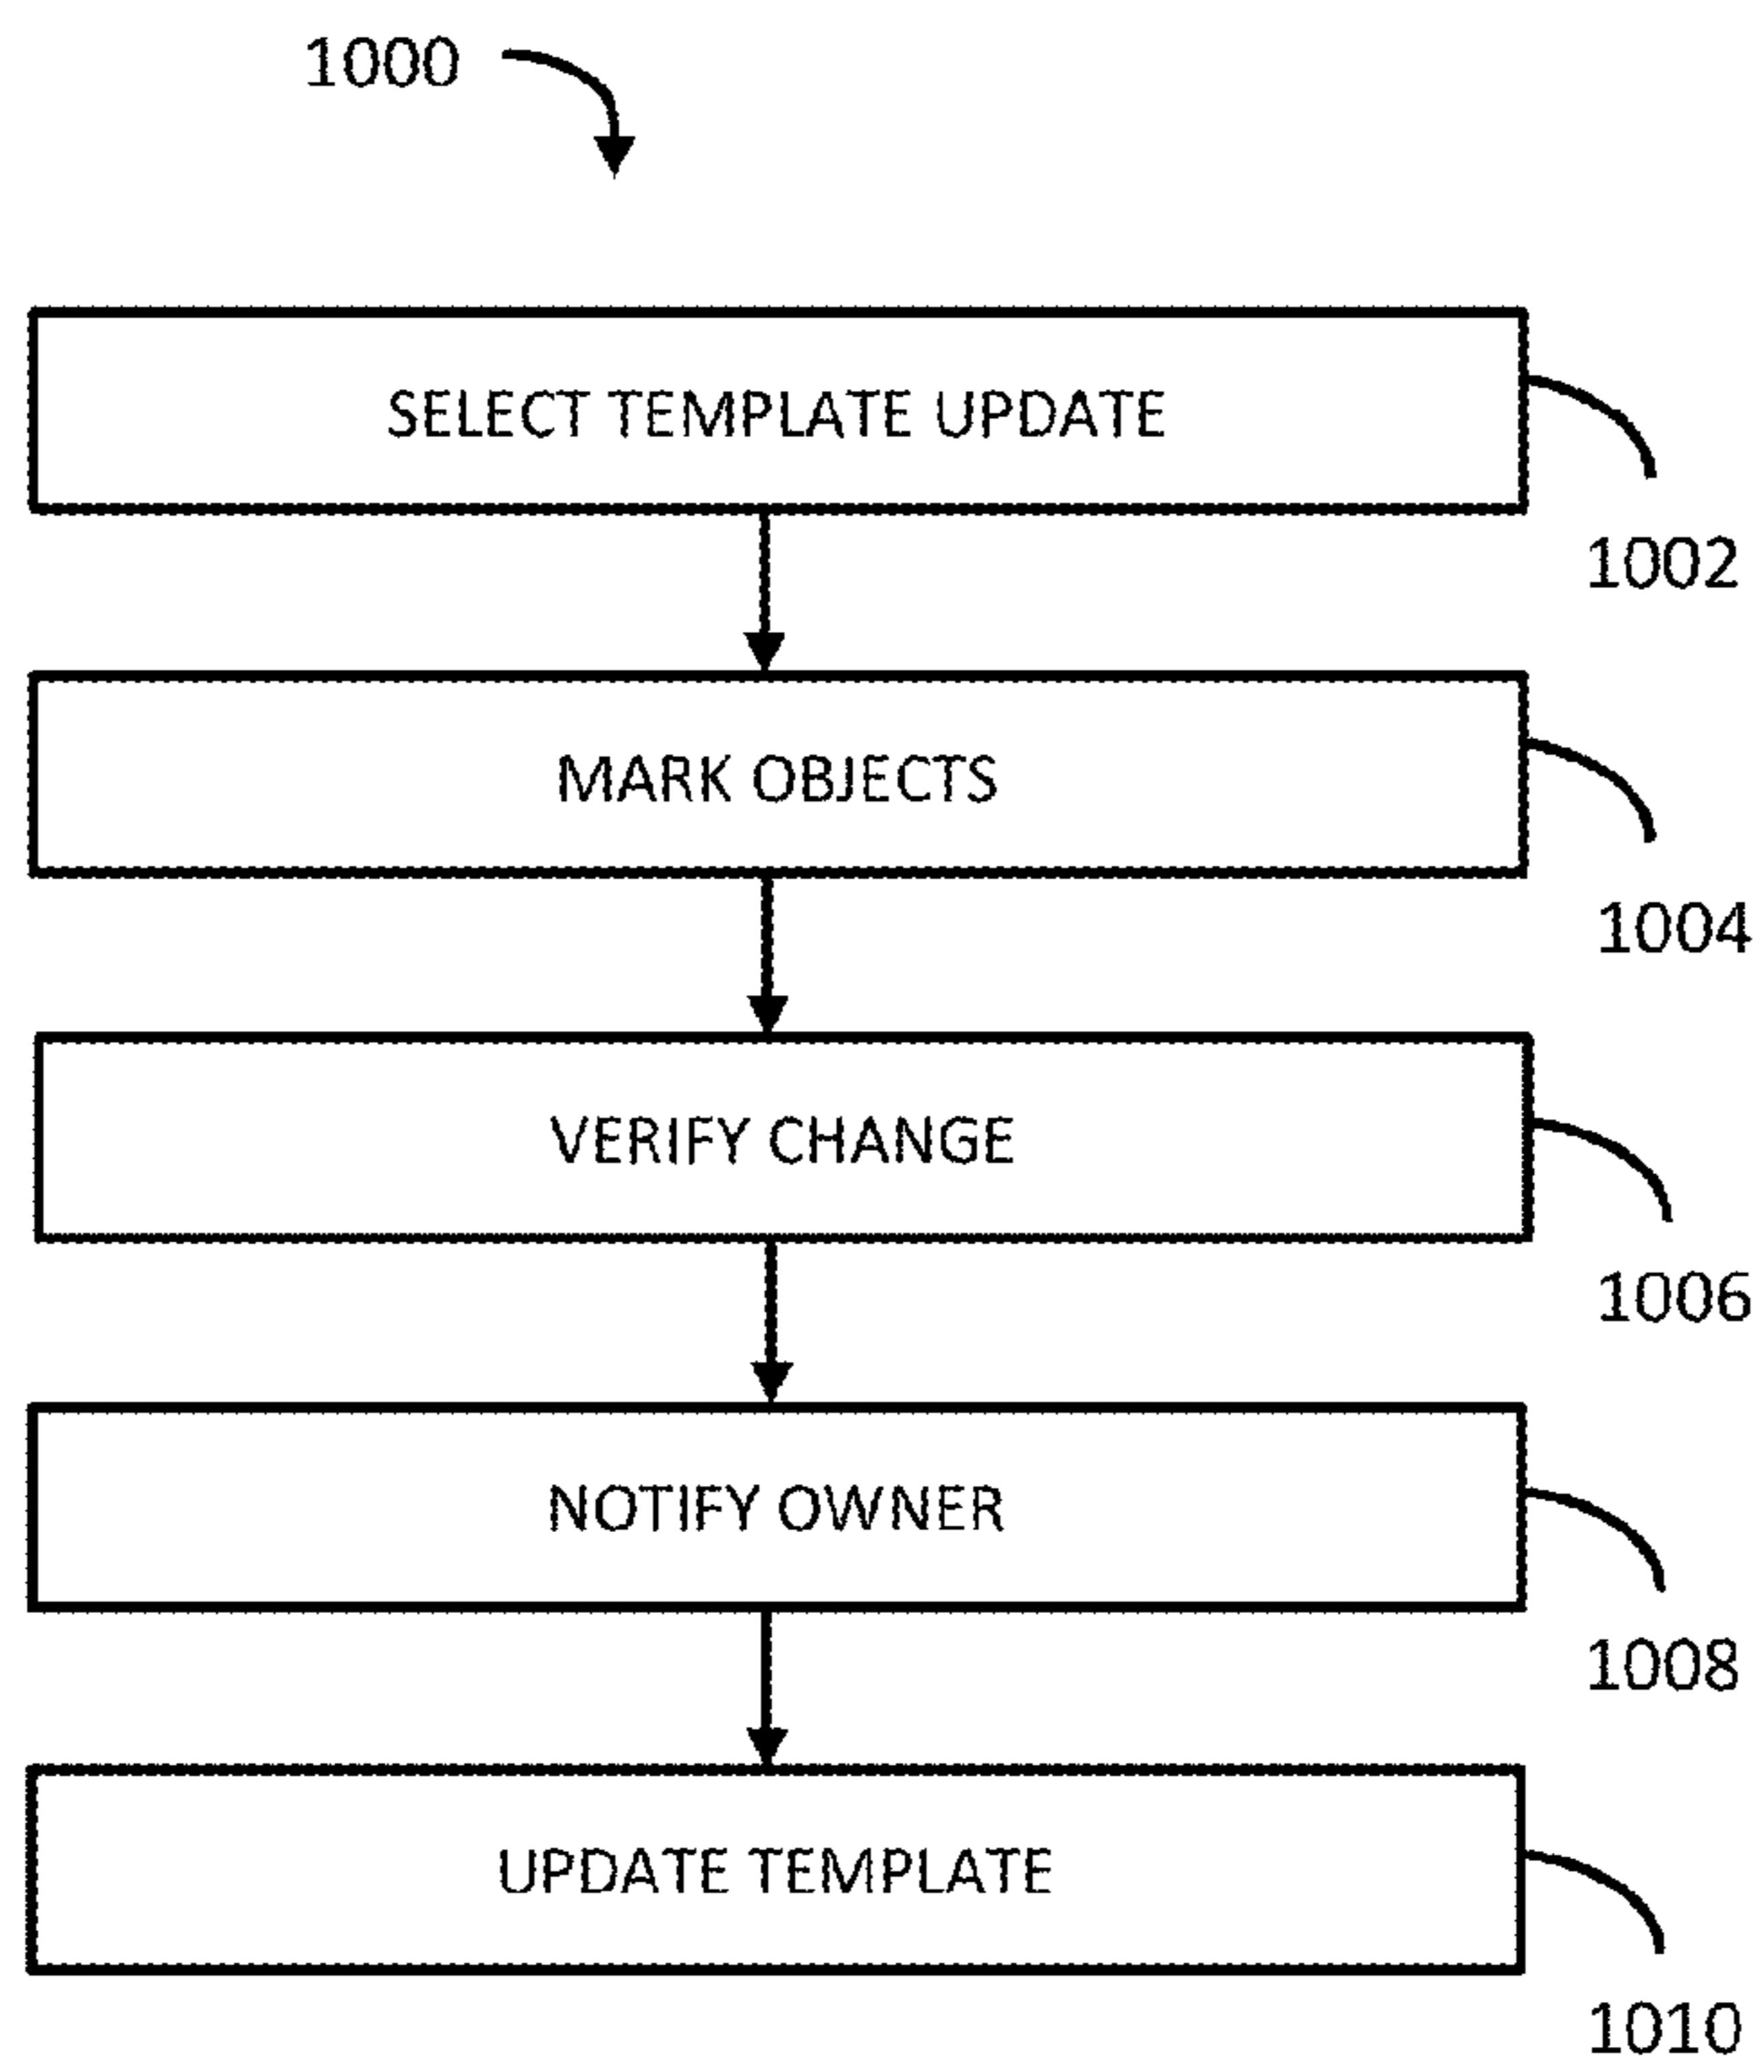 1000
SELECT TEMPLATE UPDATE
1002
MARK OBJECTS
1004
VERIFY CHANGE
1006
NOTIFY OWNER
1008
UPDATE TEMPLATE
1010